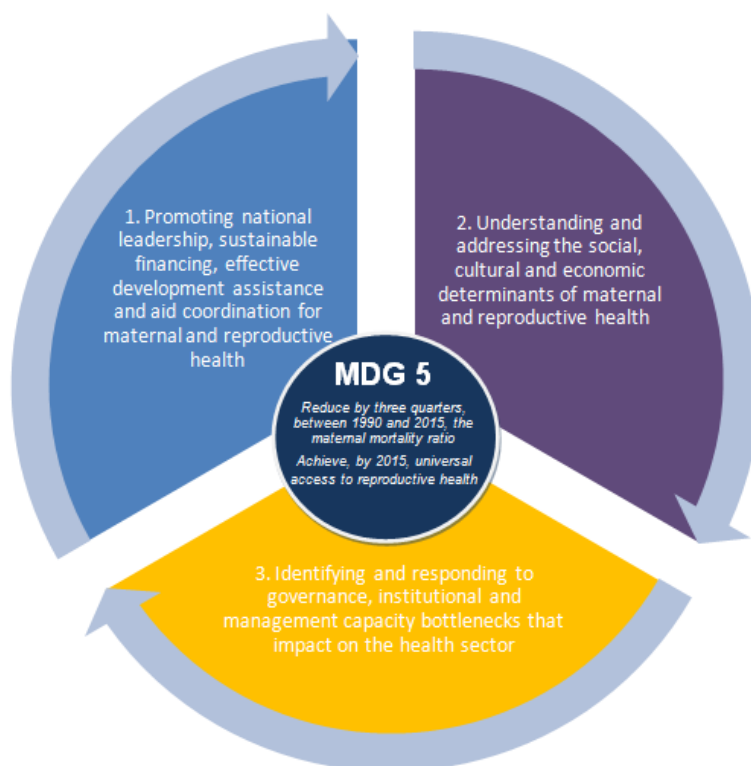 1. Promoting national
leadership, sustainable
financing, effective
development assistance
and aid coordination for
maternal and reproductive
health
2. Understanding and
addressing the social,
cultural and economic
determinants of maternal
and reproductive health
MDG 5
Reduce by three quarters,
between 1990 and 2015, the
maternal mortality ratio
Achieve, by 2015, universal
access to reproductive health
3. Identifying and responding to
governance, institutional and
management capacity bottlenecks that
impact on the health sector